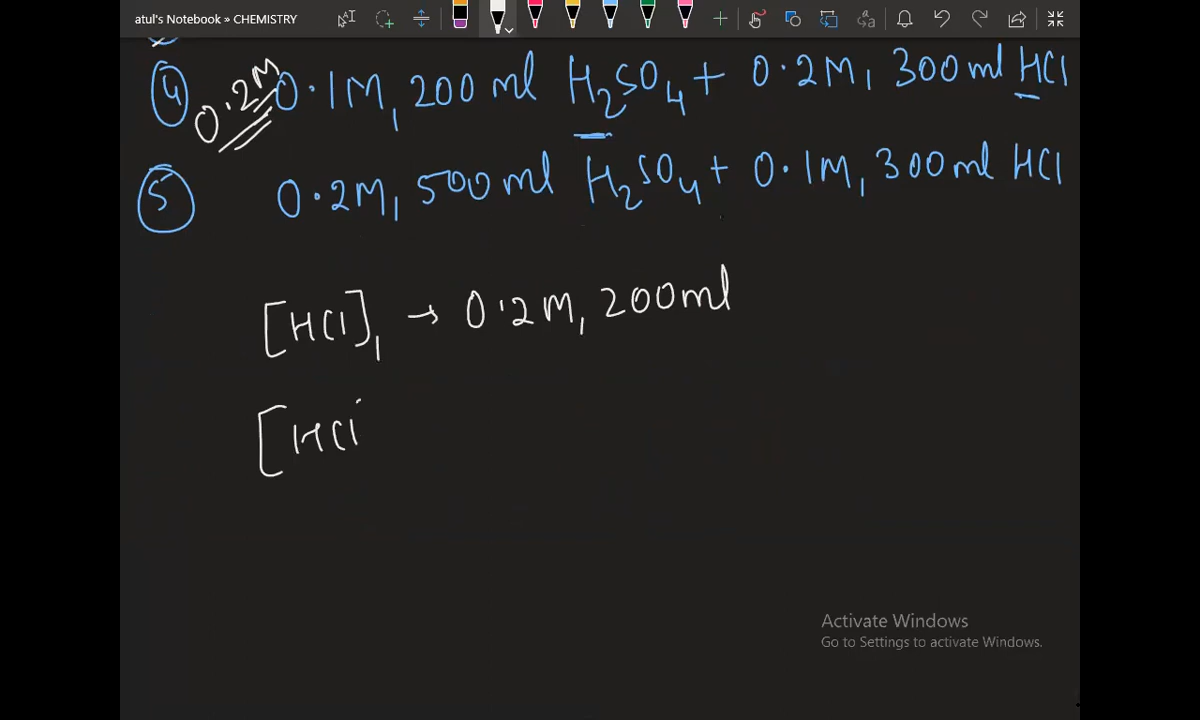 atul's Notebook » CHEMISTRY
④ 0.2M 0.1M, 200 ml H₂SO₄ + 0.2M, 300 ml HCl
⑤ 0.2M, 500 ml H₂SO₄ + 0.1M, 300 ml HCl
[HCl]₁ → 0.2M, 200 ml
[HCl
Activate Windows
Go to Settings to activate Windows.